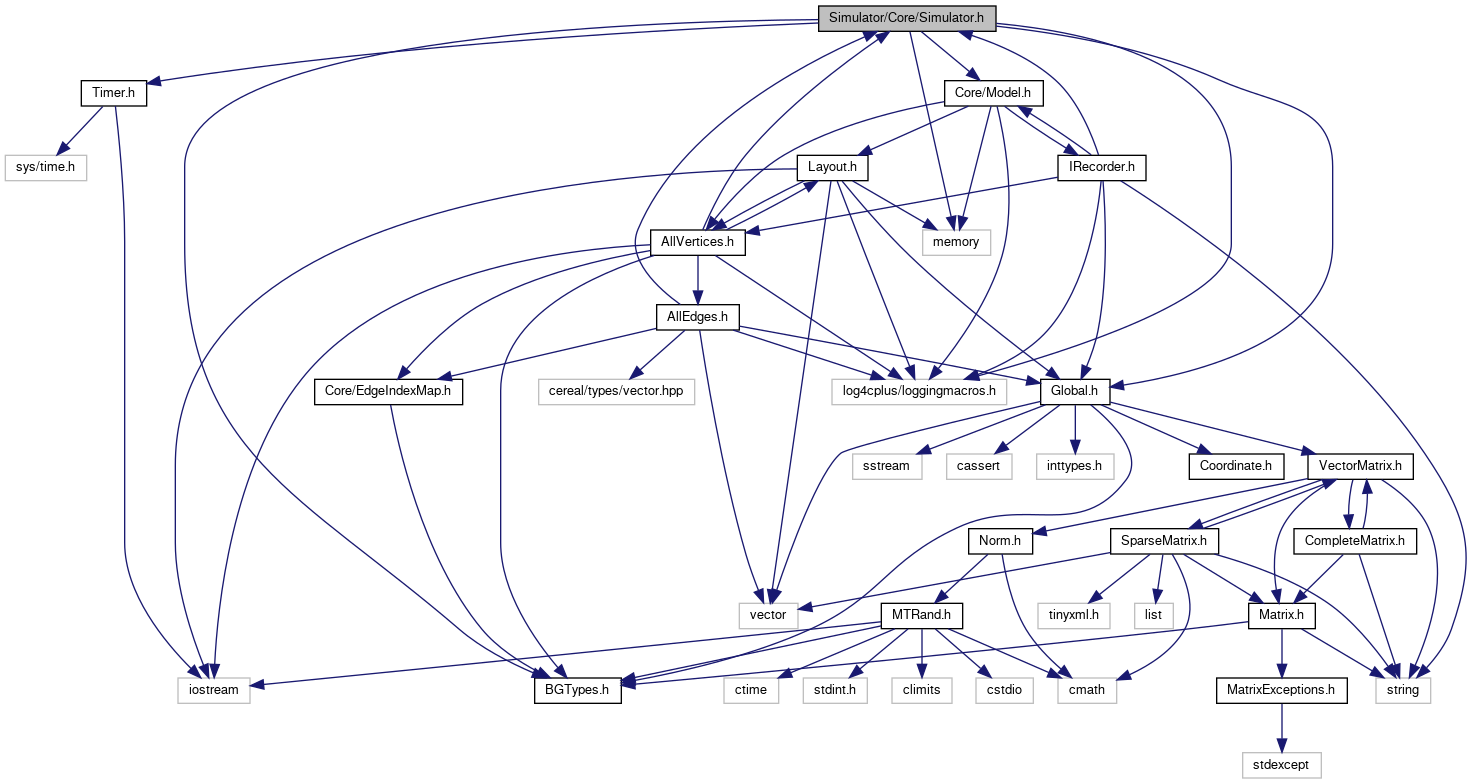 Simulator/Core/Simulator.h
Timer.h
Core/Model.h
sys/time.h
Layout.h
IRecorder.h
AllVertices.h
memory
AllEdges.h
Core/EdgeIndexMap.h
cereal/types/vector.hpp
log4cplus/loggingmacros.h
Global.h
sstream
cassert
inttypes.h
Coordinate.h
VectorMatrix.h
Norm.h
SparseMatrix.h
CompleteMatrix.h
vector
MTRand.h
tinyxml.h
list
Matrix.h
iostream
BGTypes.h
ctime
stdint.h
climits
cstdio
cmath
MatrixExceptions.h
string
stdexcept